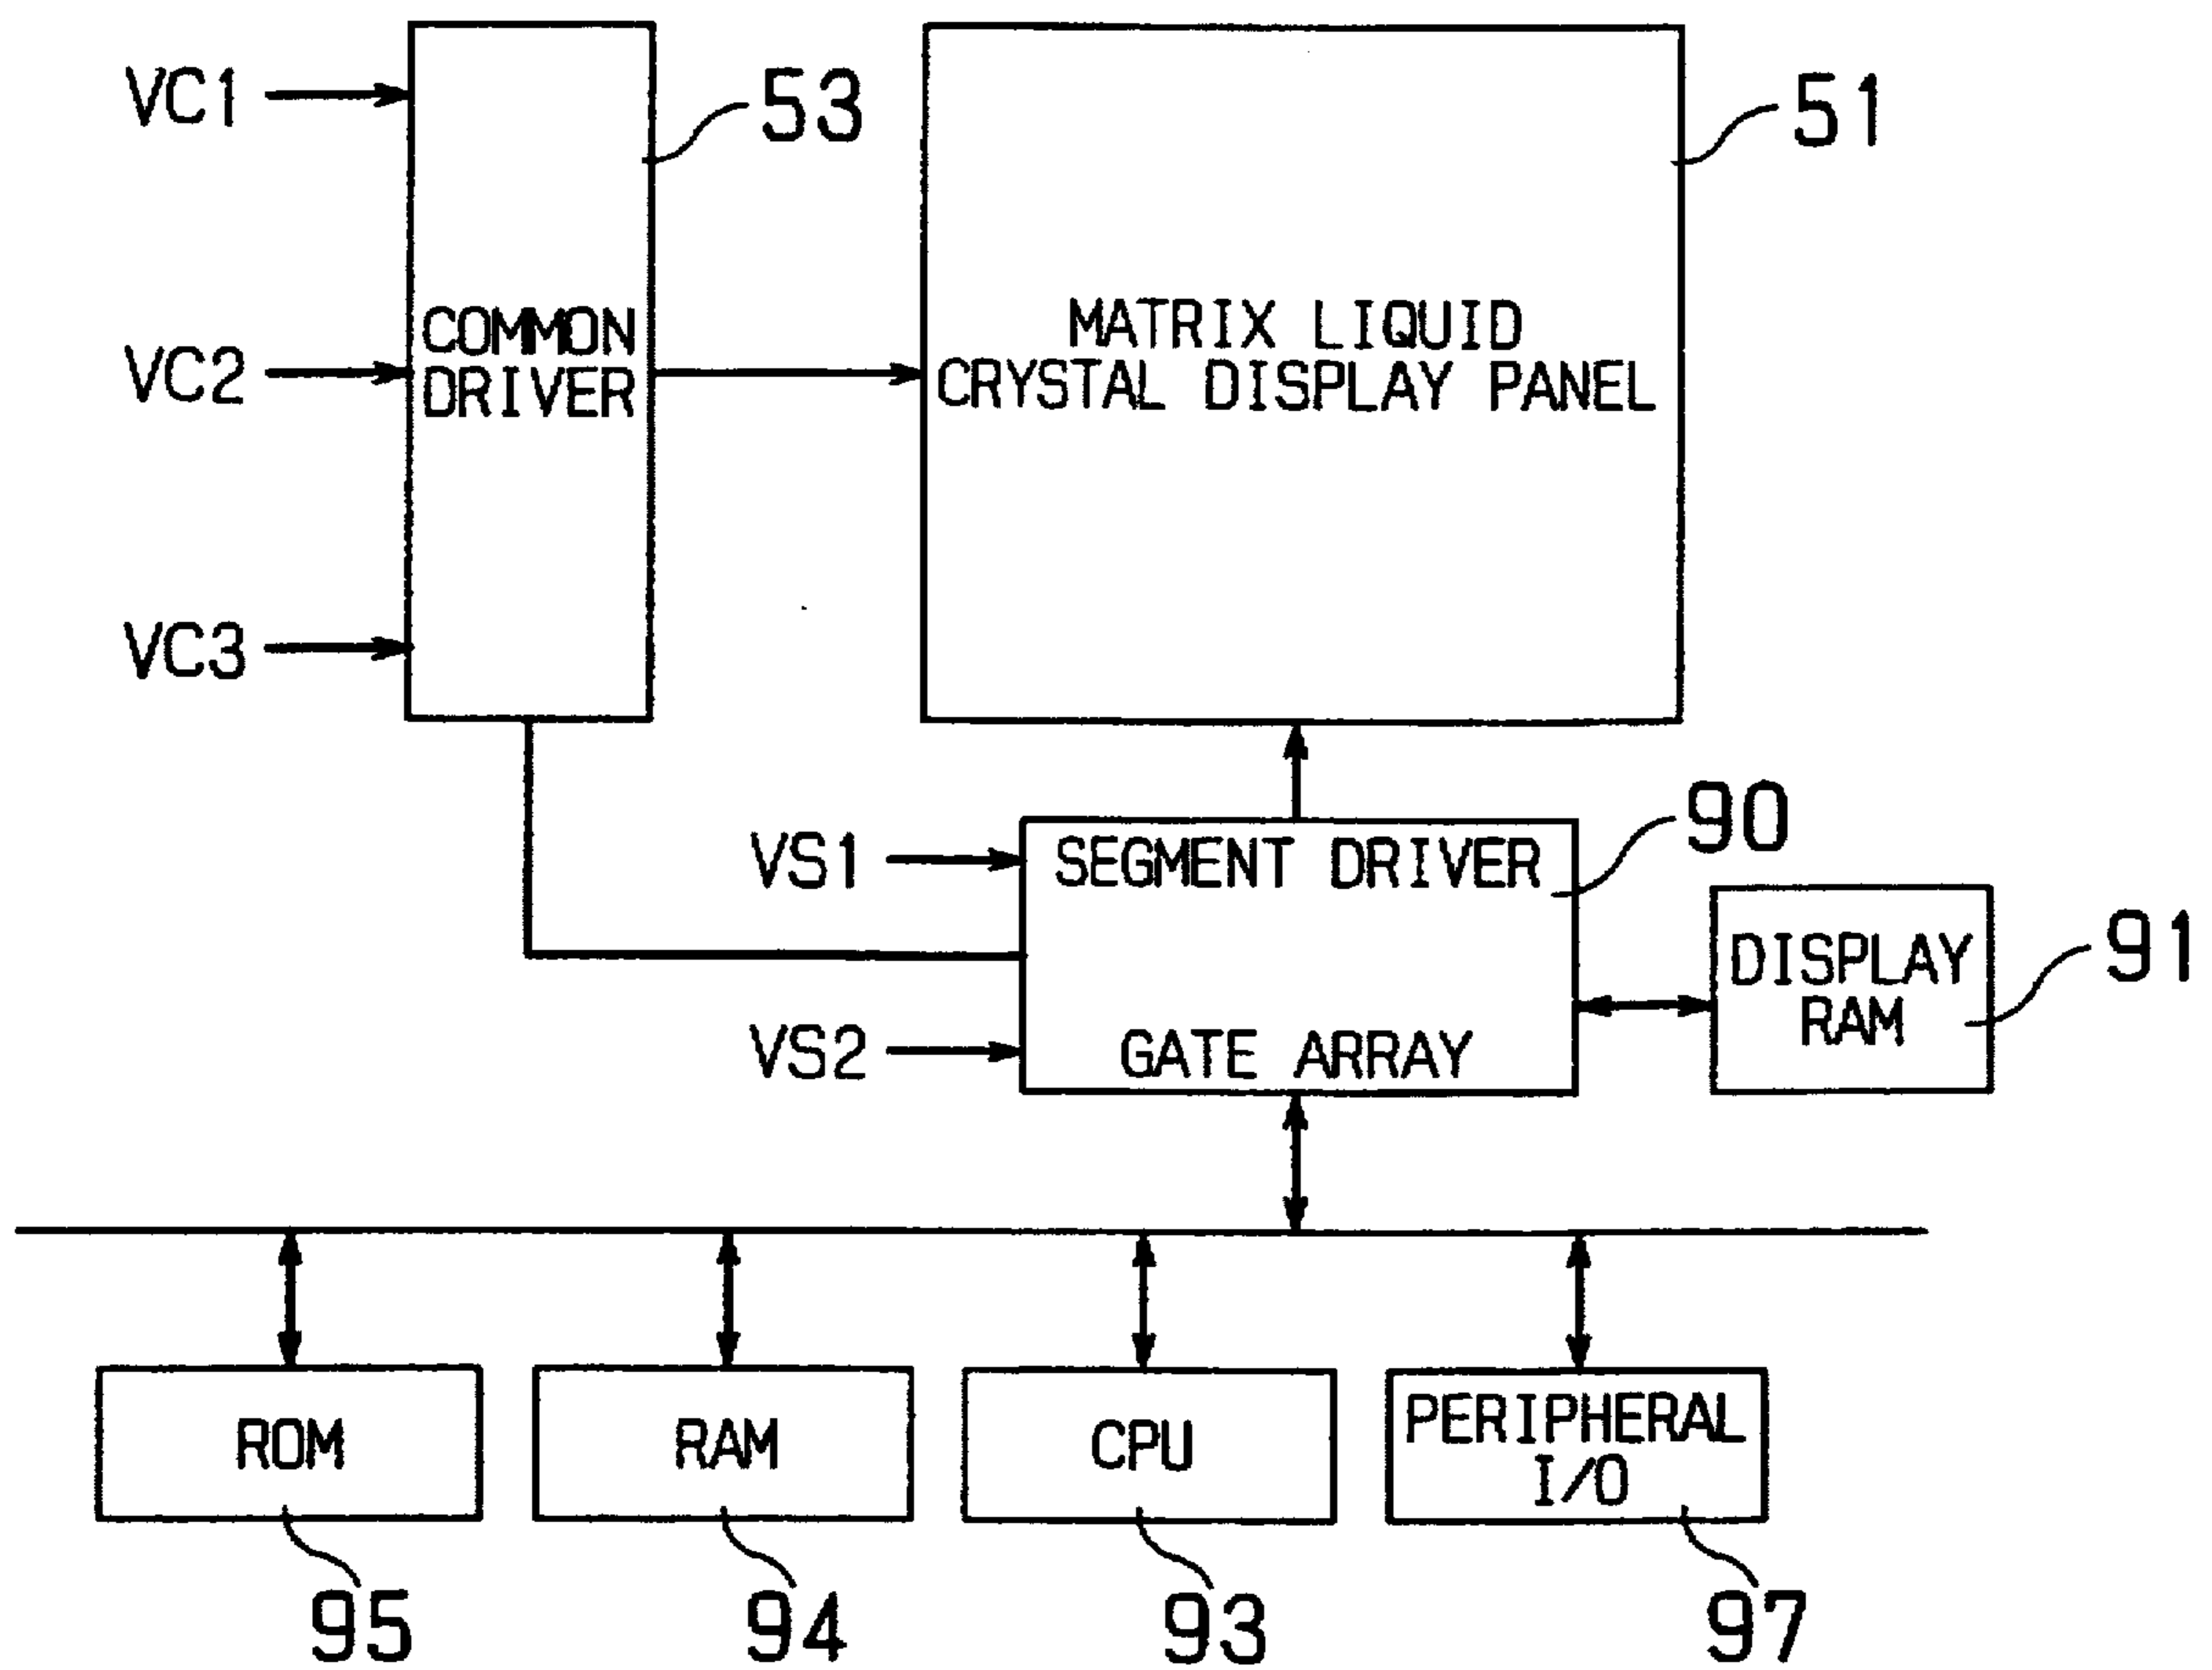 VC1
53
51
COMMON
DRIVER
MATRIX LIQUID
CRYSTAL DISPLAY PANEL
VC2
VC3
90
VS1
SEGMENT DRIVER
91
DISPLAY
RAM
VS2
GATE ARRAY
ROM
RAM
CPU
PERIPHERAL
I/O
95
94
93
97